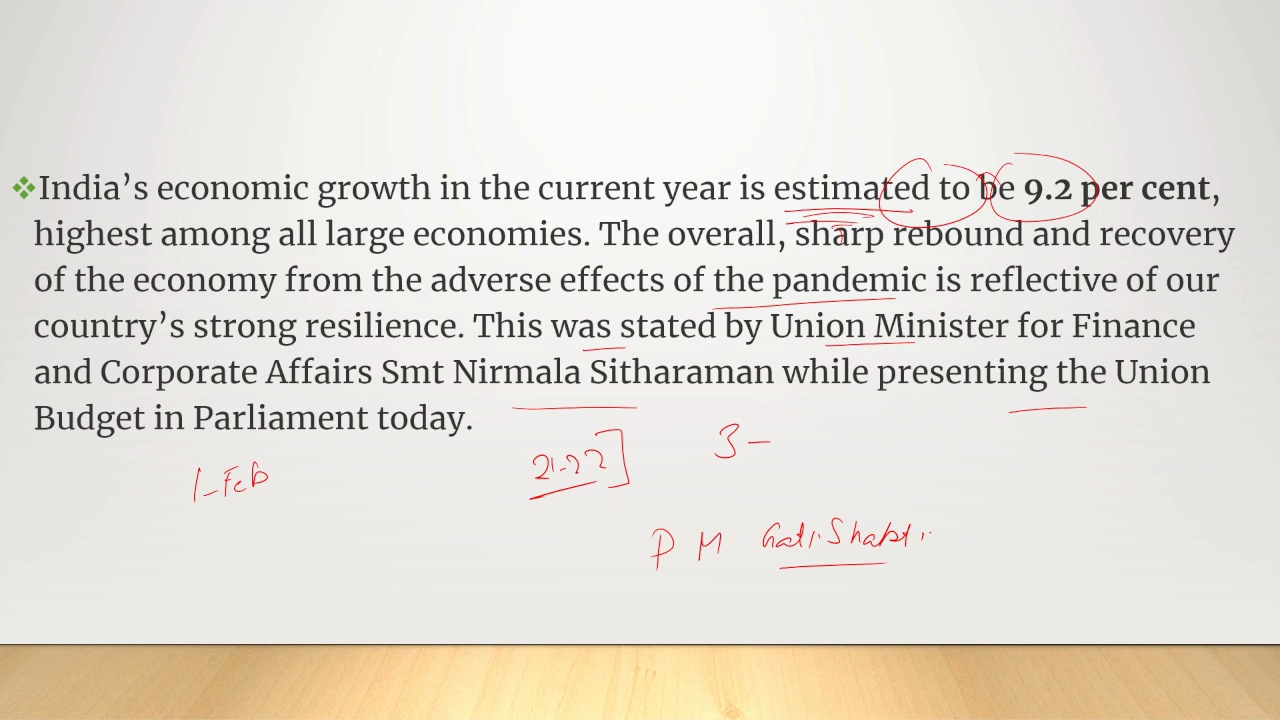 ❖India’s economic growth in the current year is estimated to be 9.2 per cent,
highest among all large economies. The overall, sharp rebound and recovery
of the economy from the adverse effects of the pandemic is reflective of our
country’s strong resilience. This was stated by Union Minister for Finance
and Corporate Affairs Smt Nirmala Sitharaman while presenting the Union
Budget in Parliament today.
3 –
21-22]
1-Feb
PM Gati Shakti